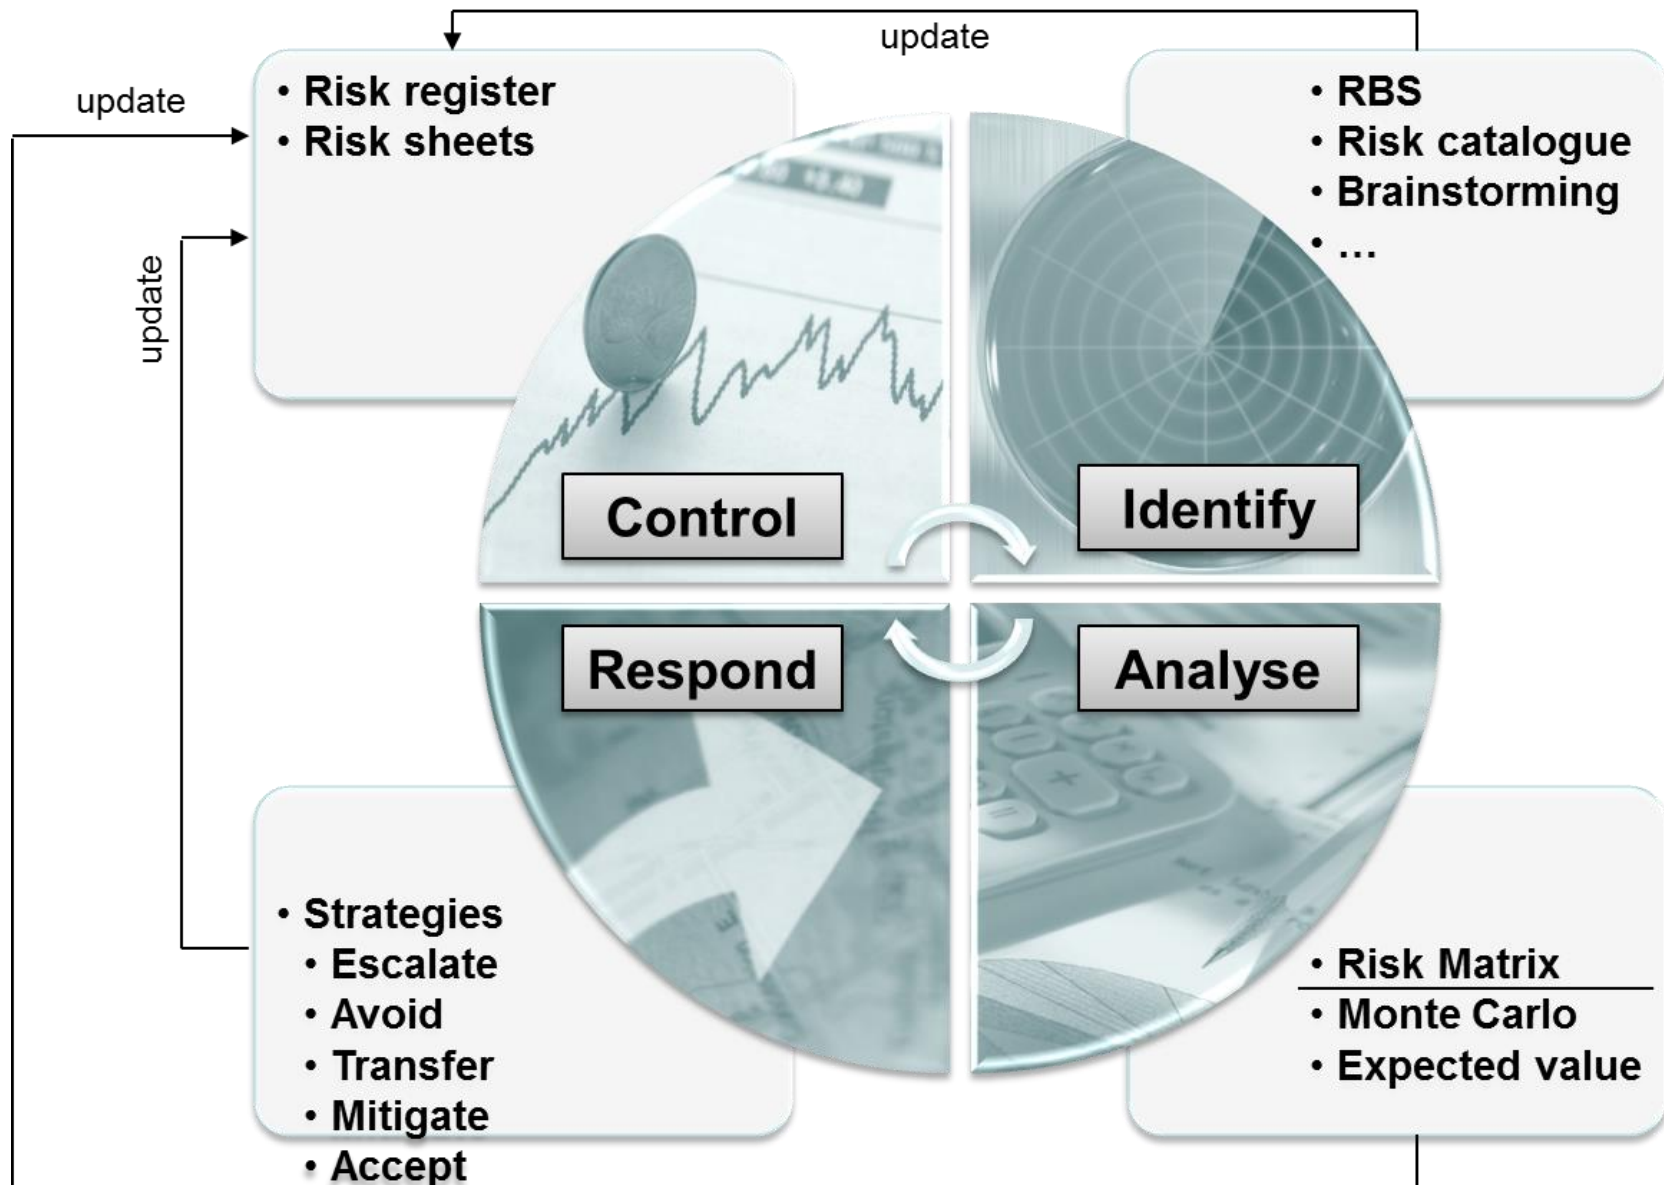 update
update
• Risk register
• Risk sheets
• RBS
• Risk catalogue
• Brainstorming
• ...
update
Control
Identify
Respond
Analyse
• Strategies
• Escalate
• Avoid
• Transfer
• Mitigate
• Accept
• Risk Matrix
• Monte Carlo
• Expected value